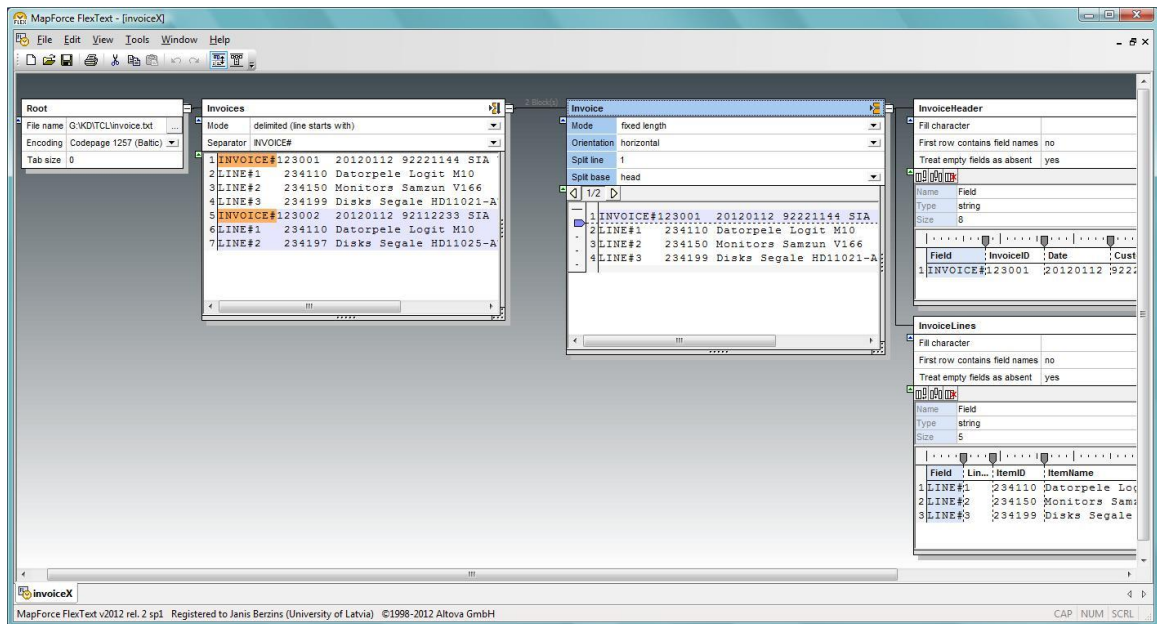 MapForce FlexText - [invoiceX]
File Edit View Tools Window Help
Root
File name G:\KD\TCL\invoice.txt ...
Encoding Codepage 1257 (Baltic)
Tab size 0
Invoices
Mode delimited (line starts with)
Separator INVOICE#
1 INVOICE#123001 20120112 92221144 SIA
2 LINE#1 234110 Datorpele Logit M10
3 LINE#2 234150 Monitors Samzun V166
4 LINE#3 234199 Disks Segale HD11021-A
5 INVOICE#123002 20120112 92112233 SIA
6 LINE#1 234110 Datorpele Logit M10
7 LINE#2 234197 Disks Segale HD11025-A
2 Block(s)
Invoice
Mode fixed length
Orientation horizontal
Split line 1
Split base head
1/2
1 INVOICE#123001 20120112 92221144 SIA
2 LINE#1 234110 Datorpele Logit M10
3 LINE#2 234150 Monitors Samzun V166
4 LINE#3 234199 Disks Segale HD11021-A
InvoiceHeader
Fill character
First row contains field names no
Treat empty fields as absent yes
Name Field
Type string
Size 8
Field InvoiceID Date Cust
1 INVOICE# 123001 20120112 922
InvoiceLines
Fill character
First row contains field names no
Treat empty fields as absent yes
Name Field
Type string
Size 5
Field Lin... ItemID ItemName
1 LINE# 1 234110 Datorpele Log
2 LINE# 2 234150 Monitors Sam
3 LINE# 3 234199 Disks Segale
invoiceX
MapForce FlexText v2012 rel. 2 sp1 Registered to Janis Berzins (University of Latvia) ©1998-2012 Altova GmbH CAP NUM SCRL